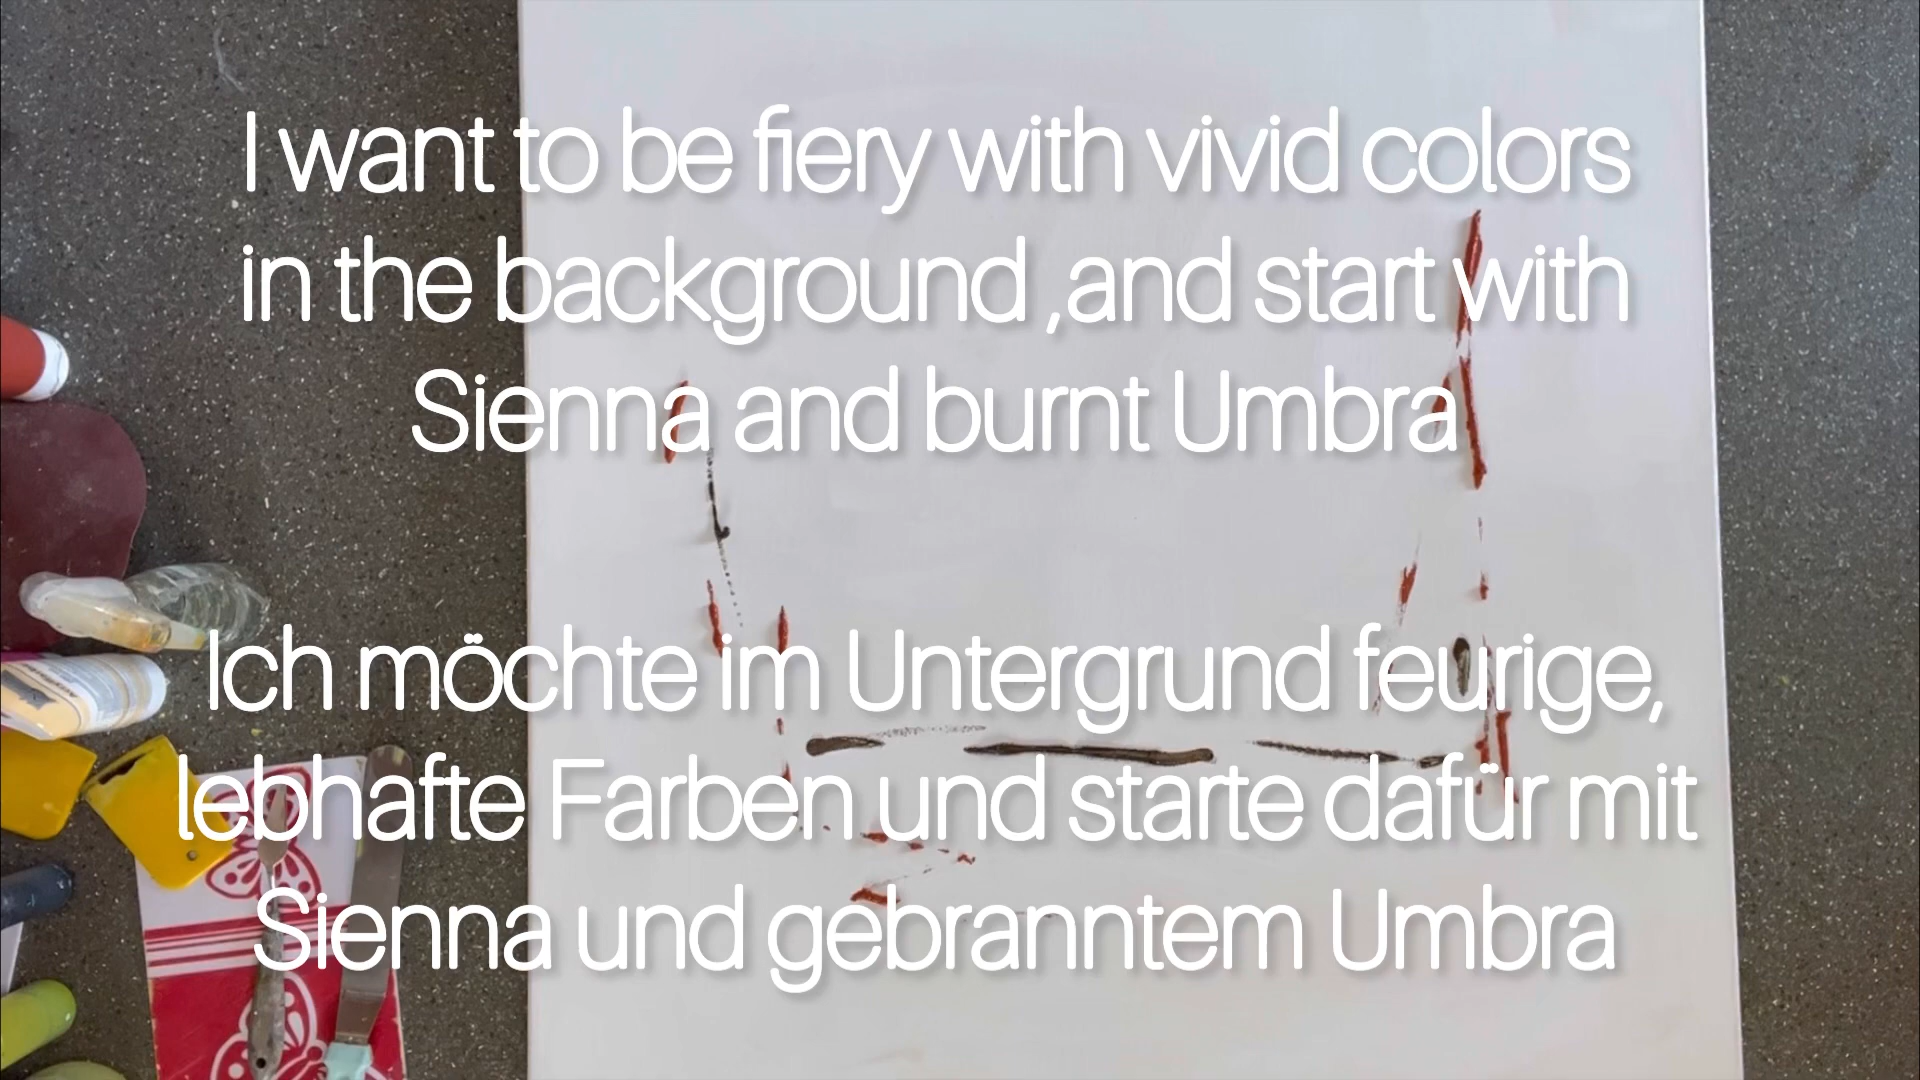 I want to be fiery with vivid colors
in the background ,and start with
Sienna and burnt Umbra
Ich möchte im Untergrund feurige,
lebhafte Farben und starte dafür mit
Sienna und gebranntem Umbra